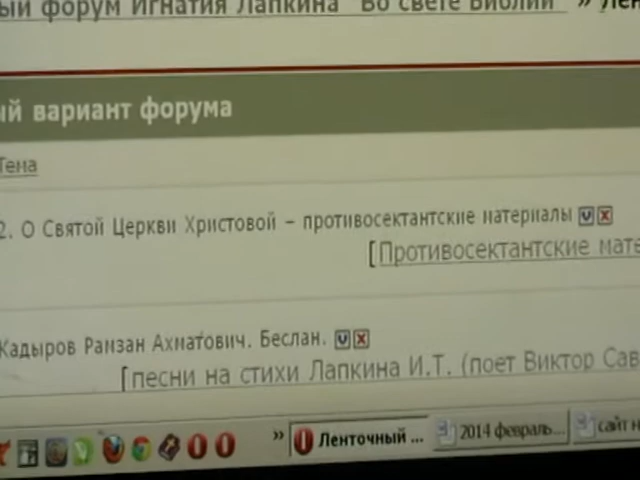 ый форум Игнатия Лапкина "Во свете Библии" » Лен
ый вариант форума
Тема
2. О Святой Церкви Христовой – противосектантские материалы
[Противосектантские мате
Кадыров Рамзан Ахматович. Беслан.
[песни на стихи Лапкина И.Т. (поет Виктор Сав
» Ленточный ... 2014 февраль... сайт н